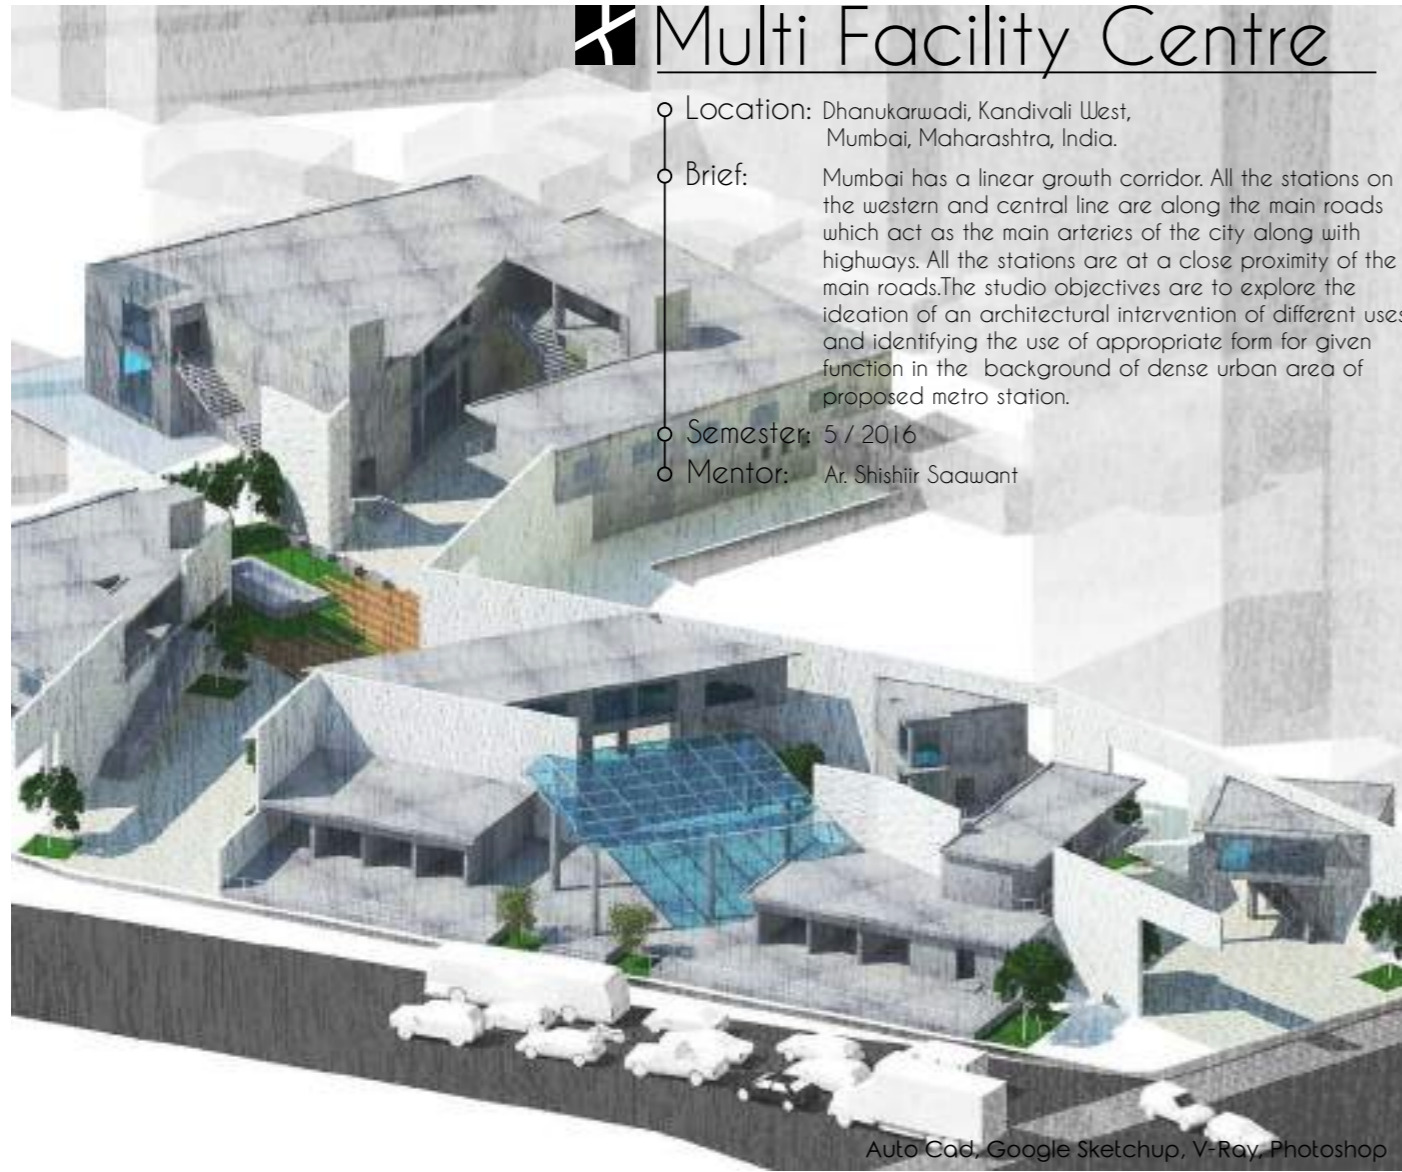 Multi Facility Centre
Location: Dhanukarwadi, Kandivali West,
Mumbai, Maharashtra, India.
Brief: Mumbai has a linear growth corridor. All the stations on
the western and central line are along the main roads
which act as the main arteries of the city along with
highways. All the stations are at a close proximity of the
main roads.The studio objectives are to explore the
ideation of an architectural intervention of different uses
and identifying the use of appropriate form for given
function in the background of dense urban area of
proposed metro station.
Semester: 5 / 2016
Mentor: Ar. Shishiir Saawant
Auto Cad, Google Sketchup, V-Ray, Photoshop